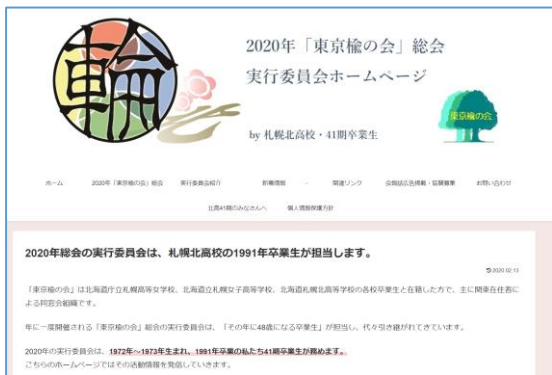 輪
2020年「東京楡の会」総会
実行委員会ホームページ
by 札幌北高校・41期卒業生
東京楡の会
ホーム 2020年「東京楡の会」総会 実行委員会紹介 新着情報 - 関連リンク 会報誌広告掲載・協賛募集 お問い合わせ
北高41期のみなさんへ 個人情報保護方針
2020年総会の実行委員会は、札幌北高校の1991年卒業生が担当します。
2020.02.13
「東京楡の会」は北海道庁立札幌高等女学校、北海道立札幌女子高等学校、北海道札幌北高等学校の各校卒業生と在籍した方で、主に関東在住者に
よる同窓会組織です。
年に一度開催される「東京楡の会」総会の実行委員会は、「その年に48歳になる卒業生」が担当し、代々引き継がれてきています。
2020年の実行委員会は、1972年～1973年生まれ、1991年卒業の私たち41期卒業生が務めます。
こちらのホームページではその活動情報を発信していきます。